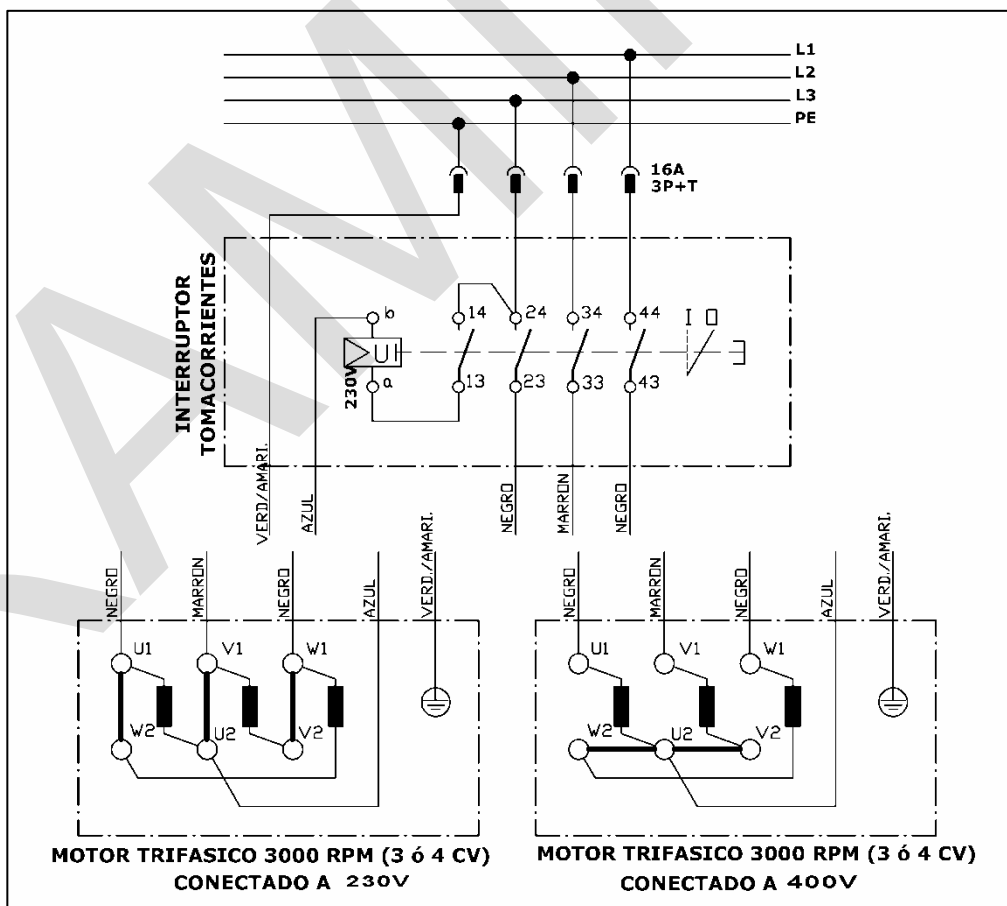 L1
L2
L3
PE
16A
3P+T
INTERRUPTOR
TOMACORRIENTES
b
14
24
34
44
I O
U
230V
a
13
23
33
43
VERD/AMARI.
AZUL
NEGRO
MARRON
NEGRO
NEGRO
MARRON
NEGRO
AZUL
VERD./AMARI.
U1
V1
W1
W2
U2
V2
MOTOR TRIFASICO 3000 RPM (3 ó 4 CV)
CONECTADO A 230V
NEGRO
MARRON
NEGRO
AZUL
VERD./AMARI.
U1
V1
W1
W2
U2
V2
MOTOR TRIFASICO 3000 RPM (3 ó 4 CV)
CONECTADO A 400V